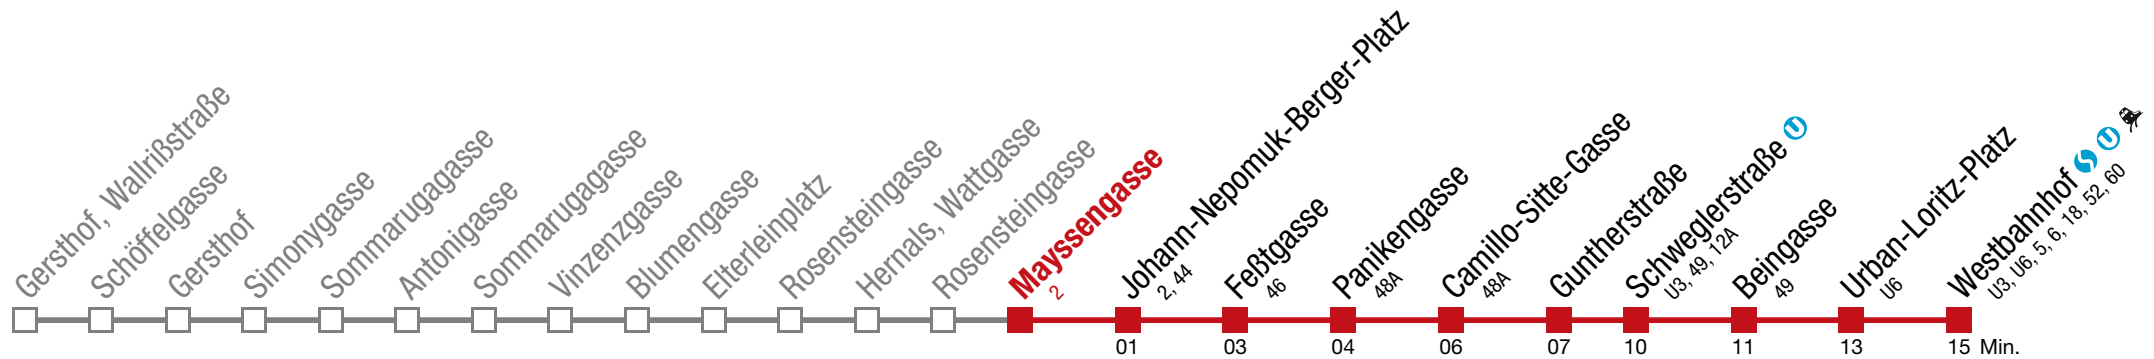 Gersthof, Wallrißstraße
Schöffelgasse
Gersthof
Simonygasse
Sommarugagasse
Antonigasse
Sommarugagasse
Vinzenzgasse
Blumengasse
Elterleinplatz
Rosensteingasse
Hernals, Wattgasse
Rosensteingasse
Mayssengasse
2
Johann-Nepomuk-Berger-Platz
2, 44
Feßtgasse
46
Panikengasse
48A
Camillo-Sitte-Gasse
48A
Guntherstraße
Schweglerstraße U
U3, 49, 12A
Beingasse
49
Urban-Loritz-Platz
U6
Westbahnhof S U
U3, U6, 5, 6, 18, 52, 60
01 03 04 06 07 10 11 13 15 Min.